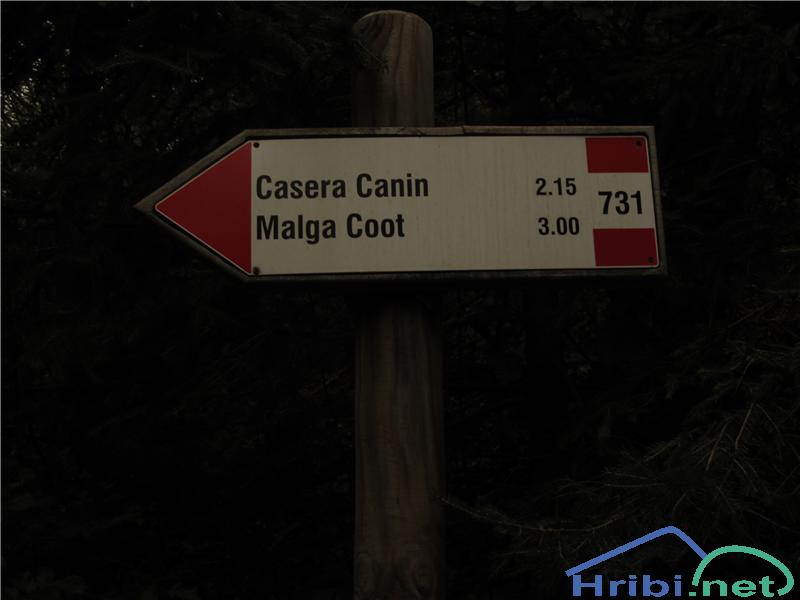 Casera Canin 2.15
Malga Coot 3.00
731
Hribi.net